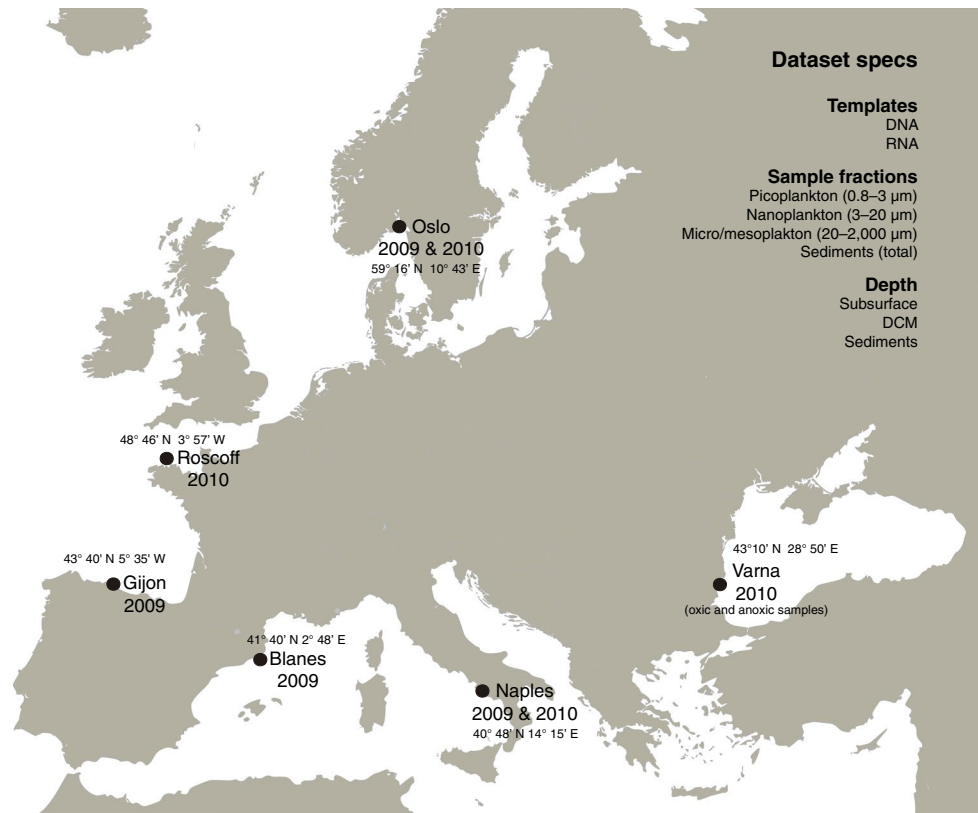 Dataset specs
Templates
DNA
RNA
Sample fractions
Picoplankton (0.8–3 µm)
Nanoplankton (3–20 µm)
Micro/mesoplakton (20–2,000 µm)
Sediments (total)
Depth
Subsurface
DCM
Sediments
Oslo
2009 & 2010
59° 16' N 10° 43' E
48° 46' N 3° 57' W
Roscoff
2010
43° 40' N 5° 35' W
Gijon
2009
41° 40' N 2° 48' E
Blanes
2009
Naples
2009 & 2010
40° 48' N 14° 15' E
43°10' N 28° 50' E
Varna
2010
(oxic and anoxic samples)